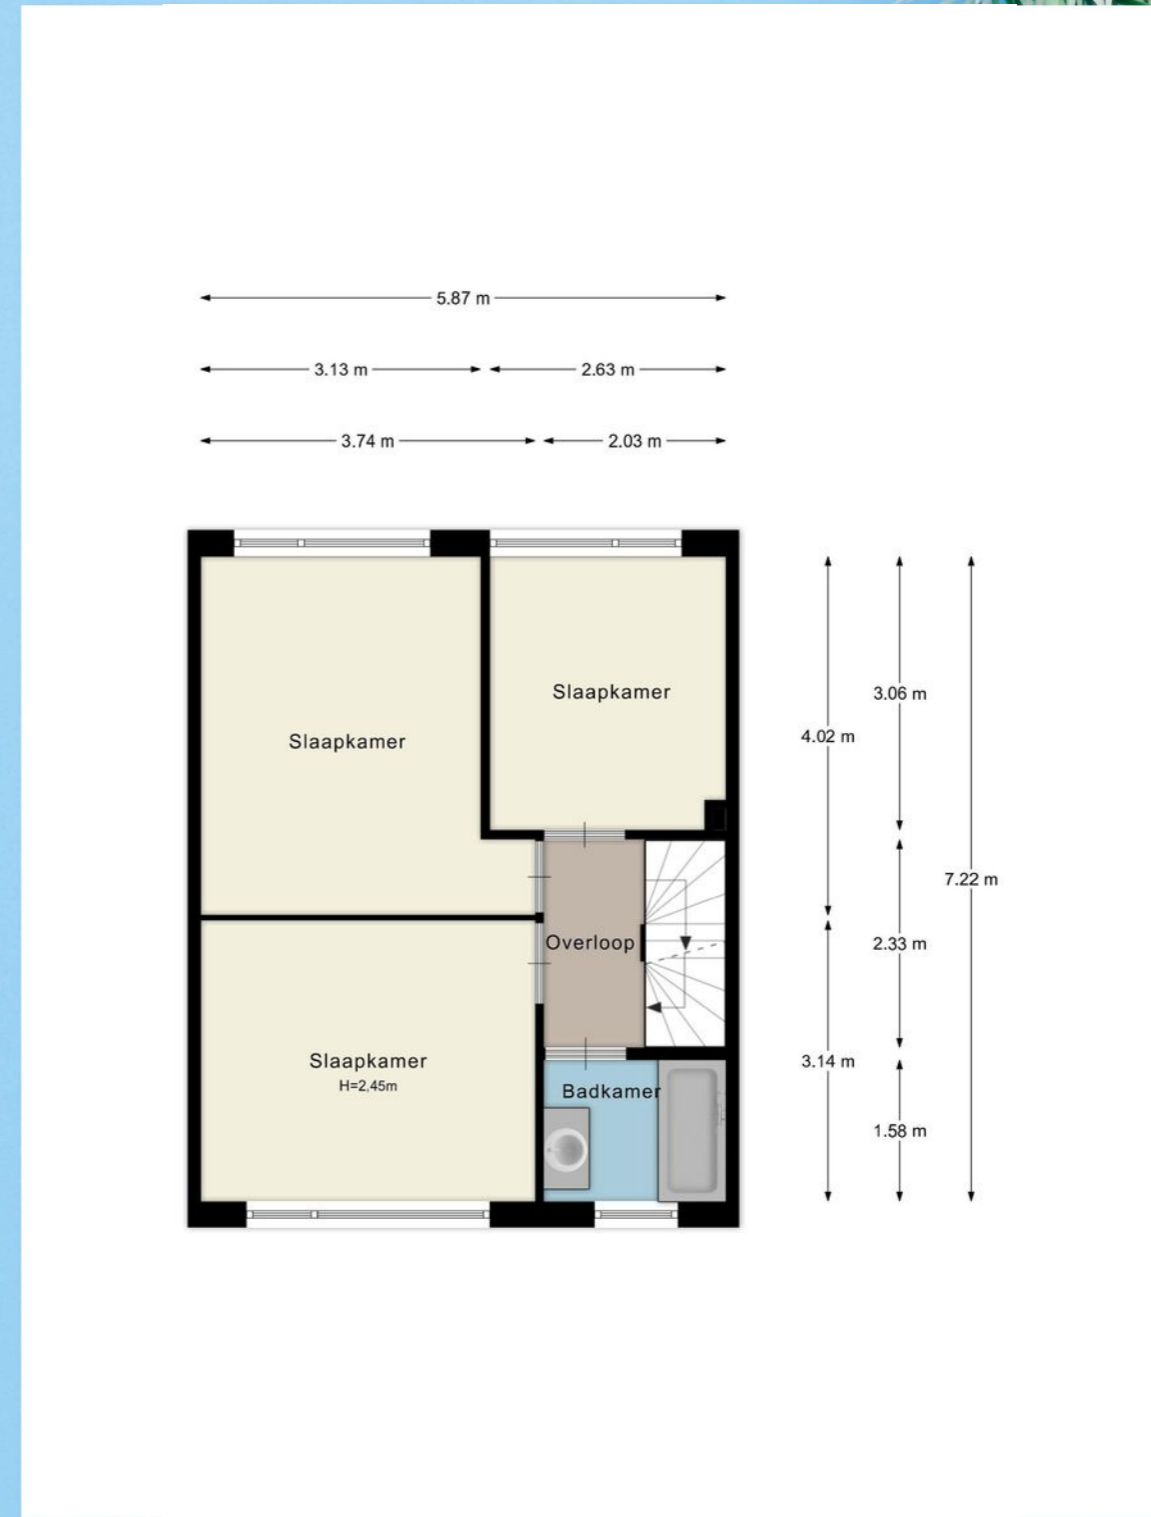 5.87 m
3.13 m
2.63 m
3.74 m
2.03 m
Slaapkamer
3.06 m
4.02 m
Slaapkamer
7.22 m
Overloop
2.33 m
Slaapkamer
H=2,45m
3.14 m
Badkamer
1.58 m